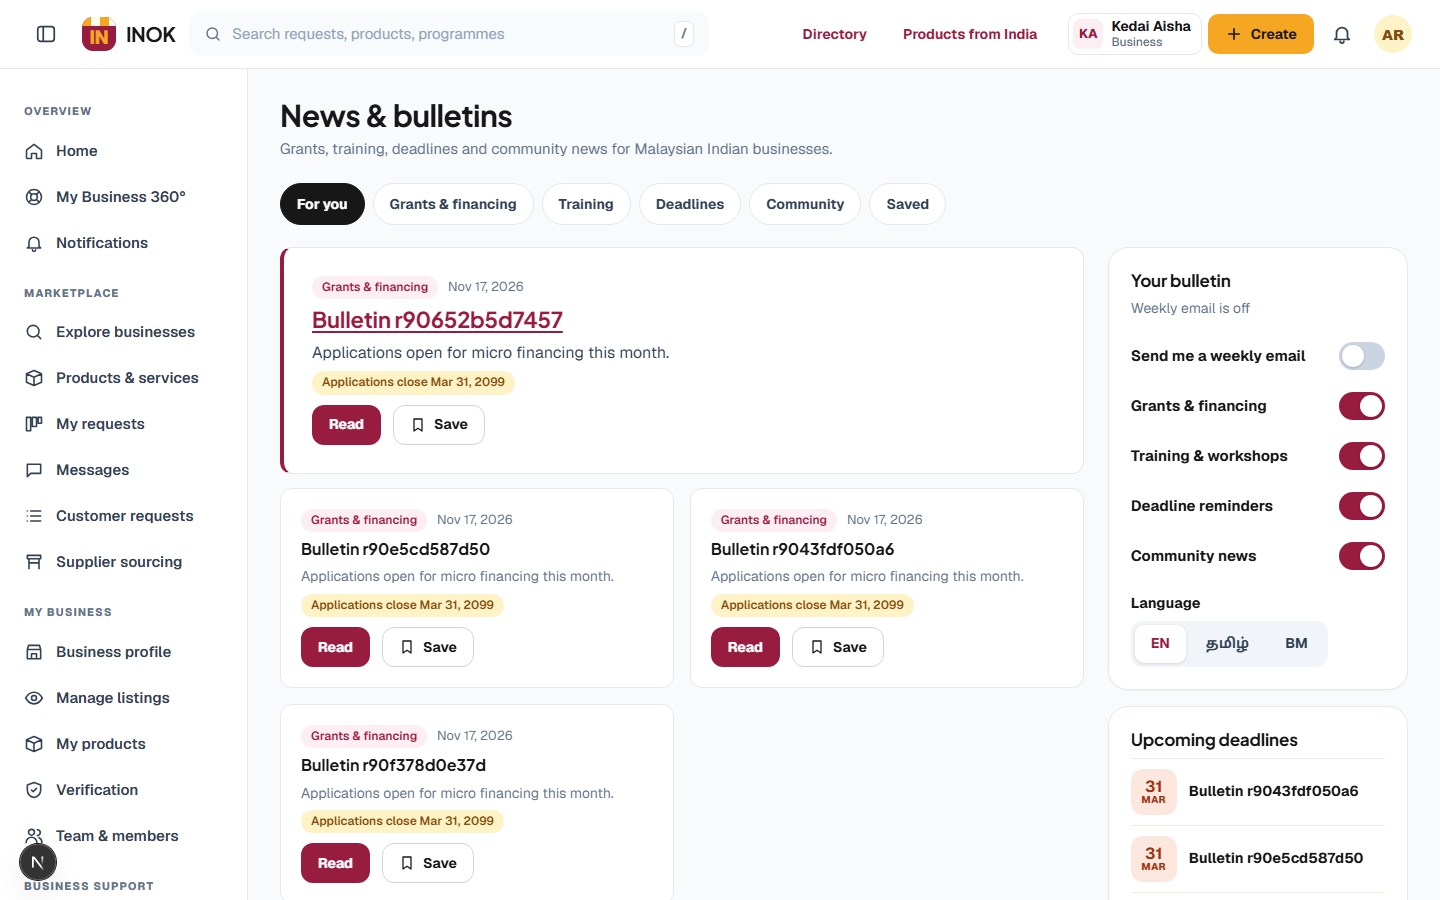 IN INOK
Search requests, products, programmes
/
Directory
Products from India
KA
Kedai Aisha
Business
Create
AR
OVERVIEW
Home
My Business 360°
Notifications
MARKETPLACE
Explore businesses
Products & services
My requests
Messages
Customer requests
Supplier sourcing
MY BUSINESS
Business profile
Manage listings
My products
Verification
Team & members
N
BUSINESS SUPPORT
News & bulletins
Grants, training, deadlines and community news for Malaysian Indian businesses.
For you
Grants & financing
Training
Deadlines
Community
Saved
Grants & financing Nov 17, 2026
Bulletin r90652b5d7457
Applications open for micro financing this month.
Applications close Mar 31, 2099
Read
Save
Grants & financing Nov 17, 2026
Bulletin r90e5cd587d50
Applications open for micro financing this month.
Applications close Mar 31, 2099
Read
Save
Grants & financing Nov 17, 2026
Bulletin r9043fdf050a6
Applications open for micro financing this month.
Applications close Mar 31, 2099
Read
Save
Grants & financing Nov 17, 2026
Bulletin r90f378d0e37d
Applications open for micro financing this month.
Applications close Mar 31, 2099
Read
Save
Your bulletin
Weekly email is off
Send me a weekly email
Grants & financing
Training & workshops
Deadline reminders
Community news
Language
EN
தமிழ்
BM
Upcoming deadlines
31
MAR
Bulletin r9043fdf050a6
31
MAR
Bulletin r90e5cd587d50